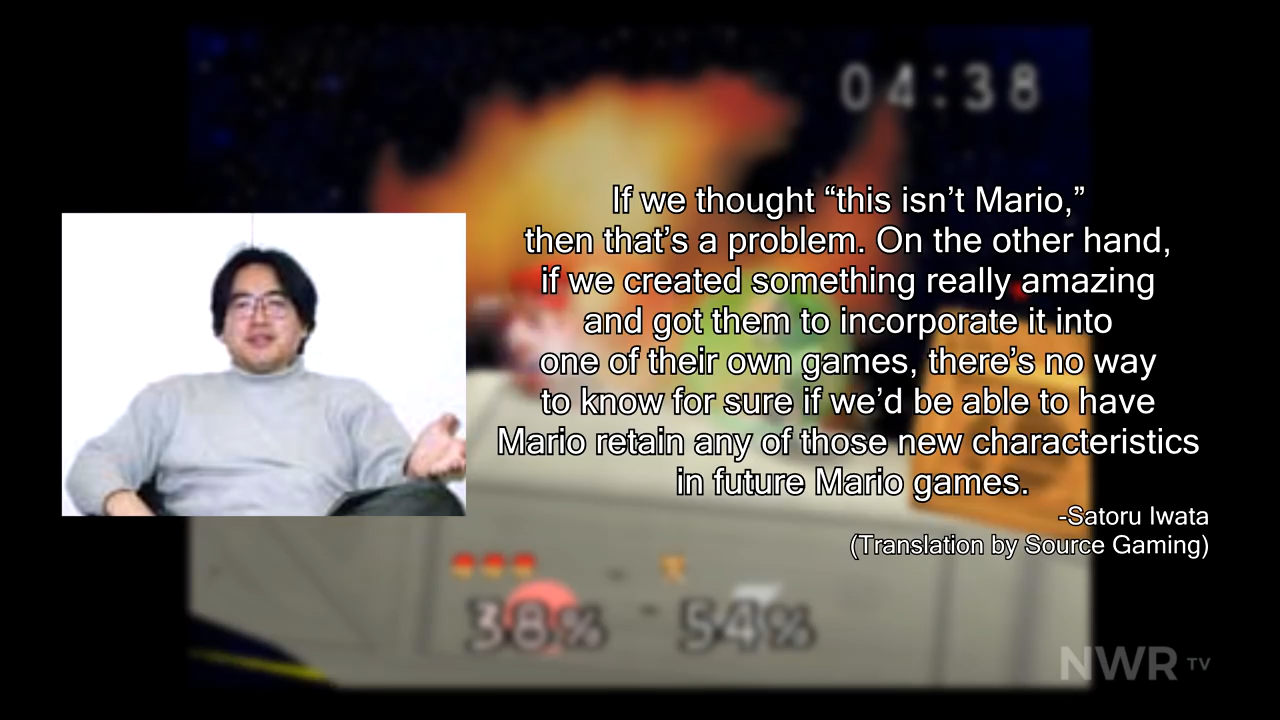 04:38
If we thought “this isn’t Mario,”
then that’s a problem. On the other hand,
if we created something really amazing
and got them to incorporate it into
one of their own games, there’s no way
to know for sure if we’d be able to have
Mario retain any of those new characteristics
in future Mario games.
-Satoru Iwata
(Translation by Source Gaming)
38% 54%
NWR TV